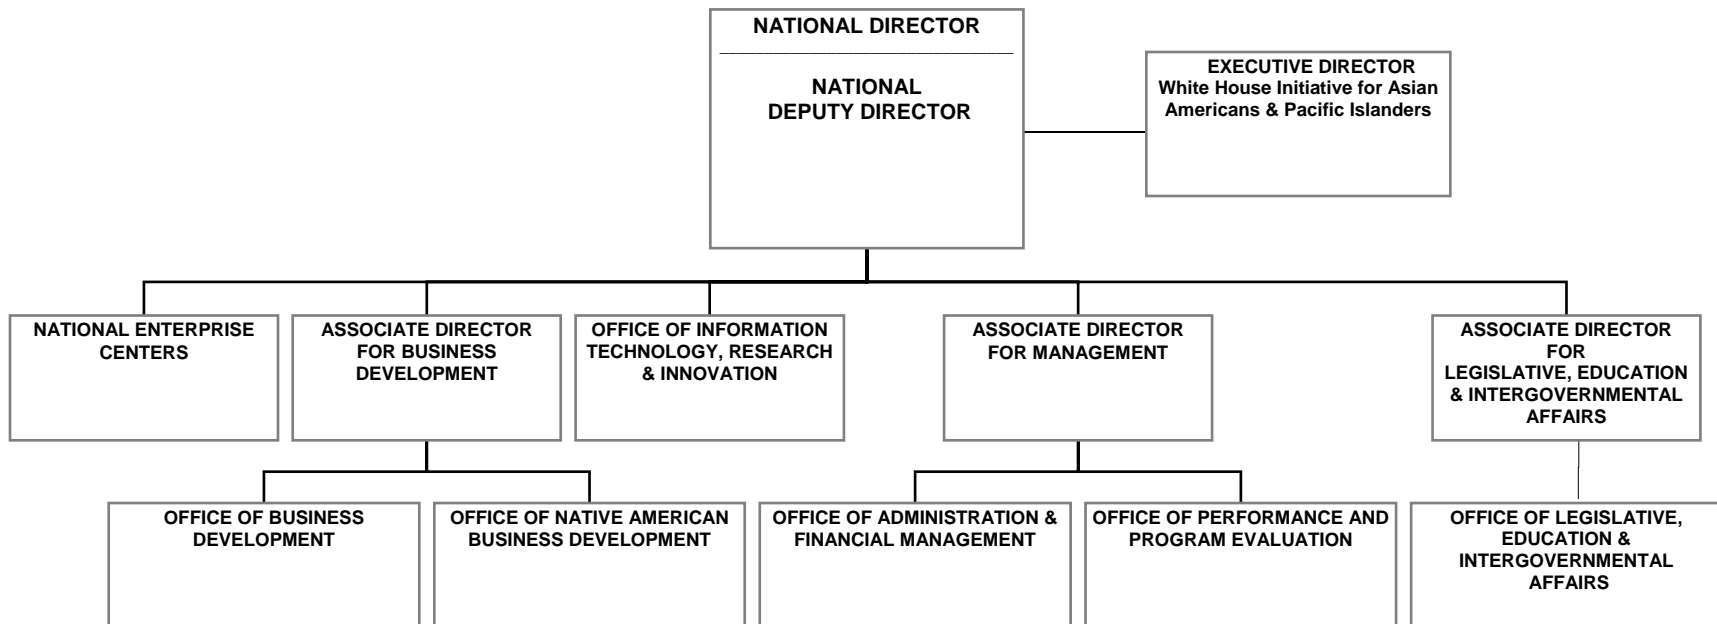 NATIONAL DIRECTOR
NATIONAL
DEPUTY DIRECTOR
EXECUTIVE DIRECTOR
White House Initiative for Asian
Americans & Pacific Islanders
NATIONAL ENTERPRISE
CENTERS
ASSOCIATE DIRECTOR
FOR BUSINESS
DEVELOPMENT
OFFICE OF INFORMATION
TECHNOLOGY, RESEARCH
& INNOVATION
ASSOCIATE DIRECTOR
FOR MANAGEMENT
ASSOCIATE DIRECTOR
FOR
LEGISLATIVE, EDUCATION
& INTERGOVERNMENTAL
AFFAIRS
OFFICE OF BUSINESS
DEVELOPMENT
OFFICE OF NATIVE AMERICAN
BUSINESS DEVELOPMENT
OFFICE OF ADMINISTRATION &
FINANCIAL MANAGEMENT
OFFICE OF PERFORMANCE AND
PROGRAM EVALUATION
OFFICE OF LEGISLATIVE,
EDUCATION &
INTERGOVERNMENTAL
AFFAIRS